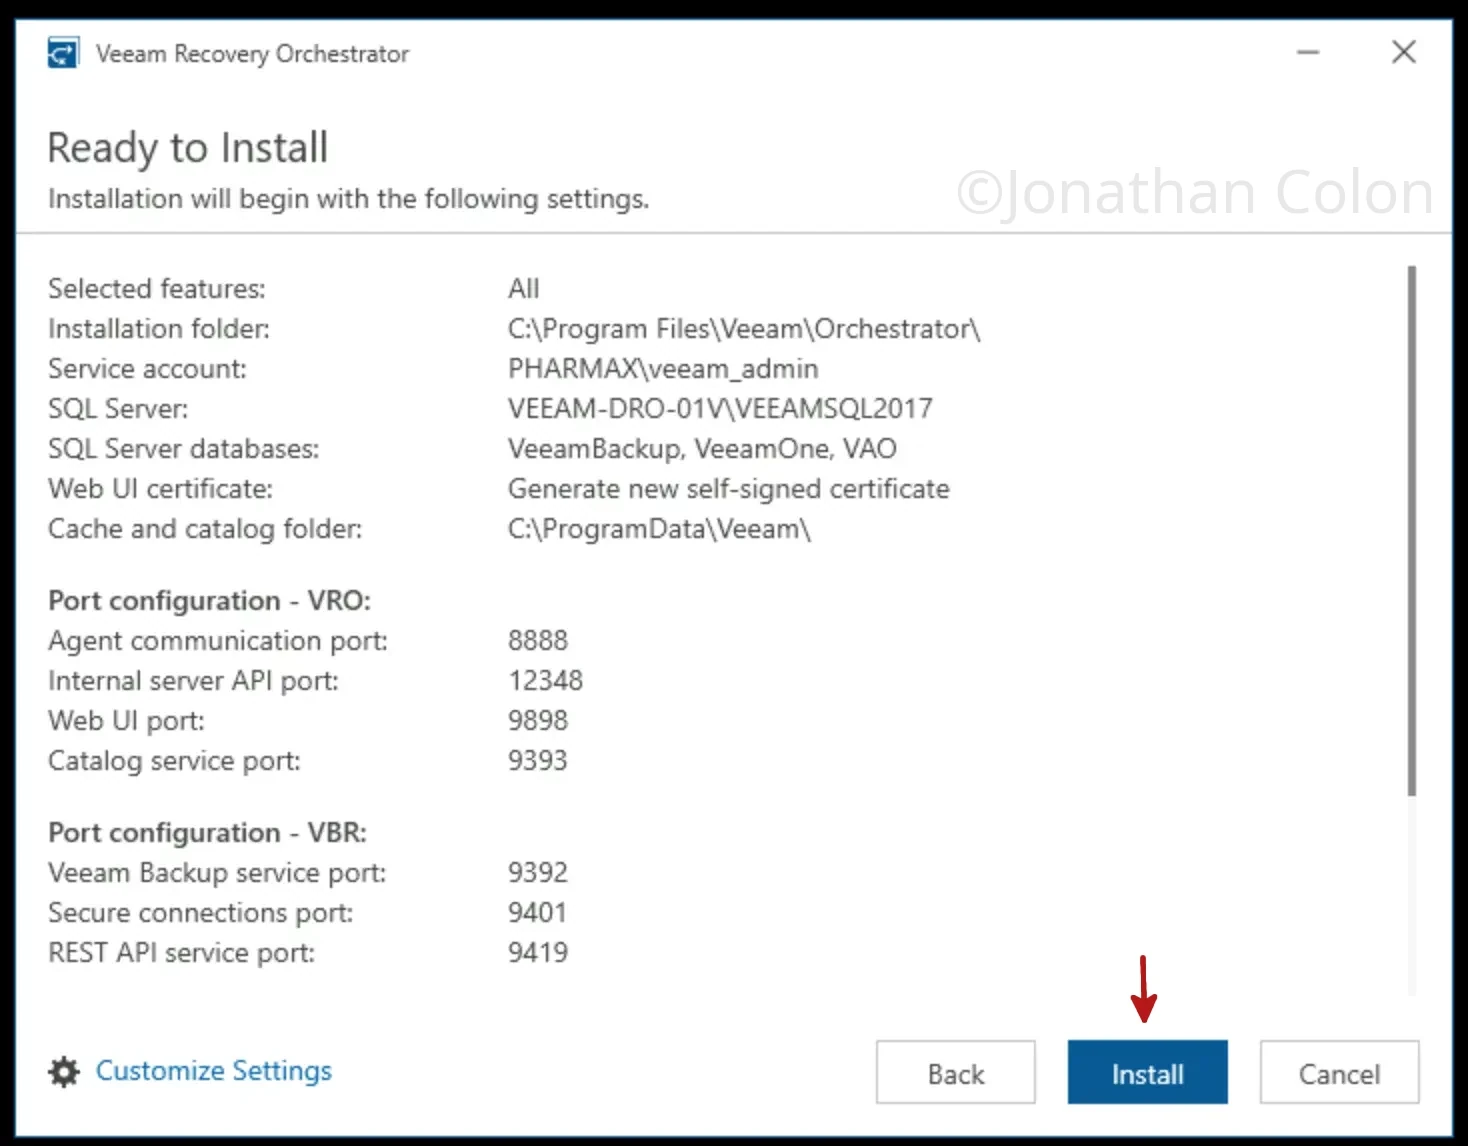 Veeam Recovery Orchestrator
Ready to Install
Installation will begin with the following settings.
©Jonathan Colon
Selected features: All
Installation folder: C:\Program Files\Veeam\Orchestrator\
Service account: PHARMAX\veeam_admin
SQL Server: VEEAM-DRO-01V\VEEAMSQL2017
SQL Server databases: VeeamBackup, VeeamOne, VAO
Web UI certificate: Generate new self-signed certificate
Cache and catalog folder: C:\ProgramData\Veeam\
Port configuration - VRO:
Agent communication port: 8888
Internal server API port: 12348
Web UI port: 9898
Catalog service port: 9393
Port configuration - VBR:
Veeam Backup service port: 9392
Secure connections port: 9401
REST API service port: 9419
Customize Settings Back Install Cancel